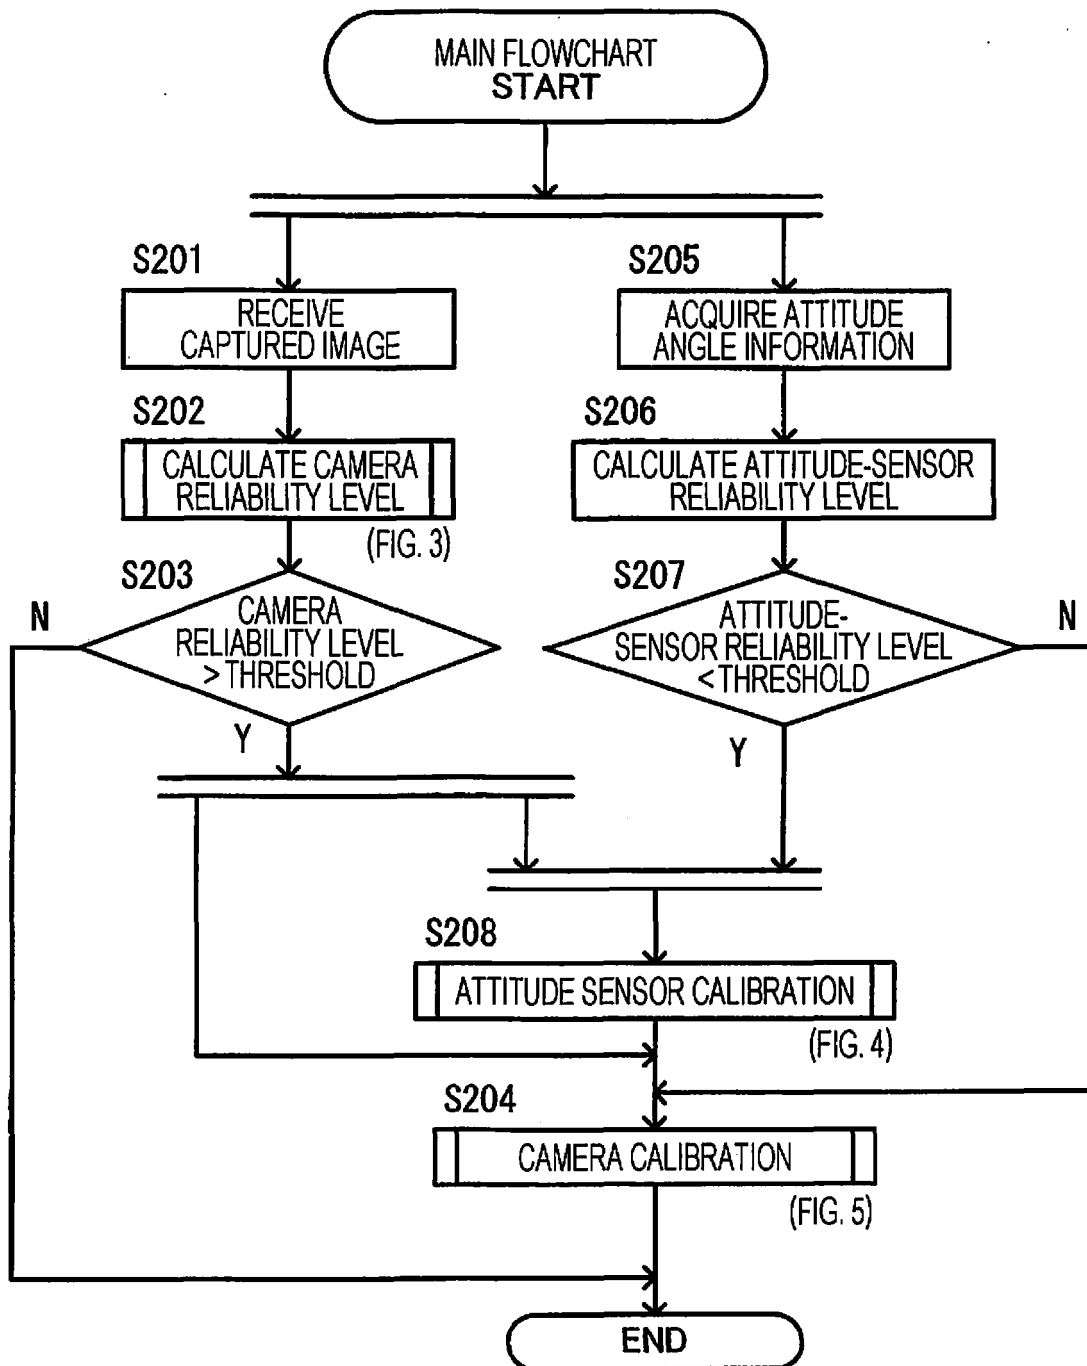 MAIN FLOWCHART
START
S201
RECEIVE
CAPTURED IMAGE
S202
CALCULATE CAMERA
RELIABILITY LEVEL
(FIG. 3)
S203
CAMERA
RELIABILITY LEVEL
> THRESHOLD
N
Y
S205
ACQUIRE ATTITUDE
ANGLE INFORMATION
S206
CALCULATE ATTITUDE-SENSOR
RELIABILITY LEVEL
S207
ATTITUDE-
SENSOR RELIABILITY LEVEL
< THRESHOLD
N
Y
S208
ATTITUDE SENSOR CALIBRATION
(FIG. 4)
S204
CAMERA CALIBRATION
(FIG. 5)
END